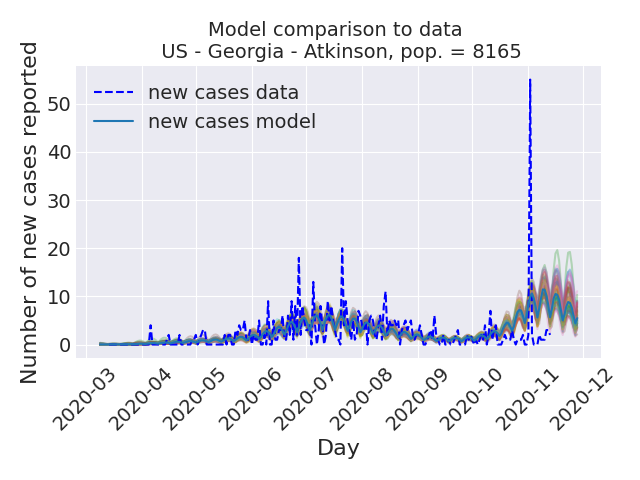 Model comparison to data
US - Georgia - Atkinson, pop. = 8165
Number of new cases reported
new cases data
new cases model
50
40
30
20
10
0
2020-03
2020-04
2020-05
2020-06
2020-07
2020-08
2020-09
2020-10
2020-11
2020-12
Day